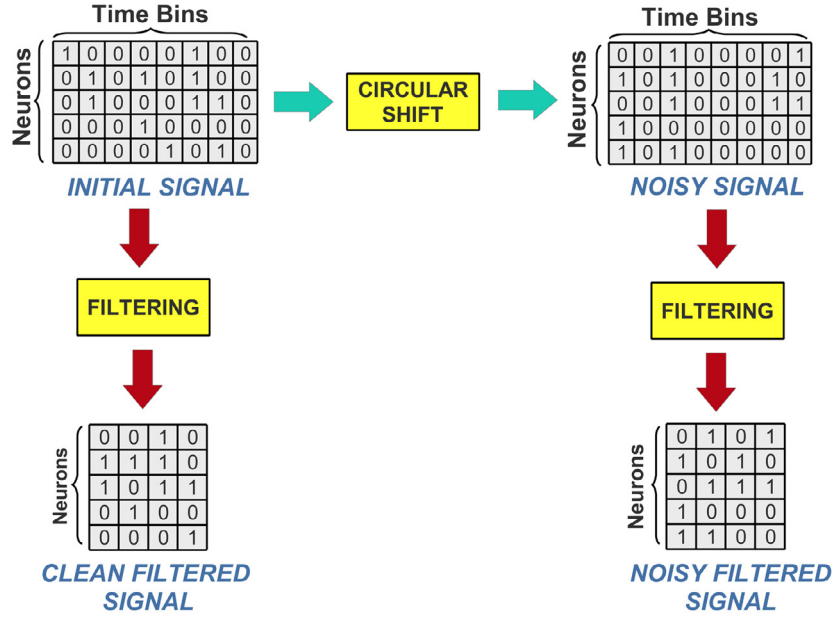 Time Bins
Neurons
1 0 0 0 0 1 0 0
0 1 0 1 0 1 0 0
0 1 0 0 0 1 1 0
0 0 0 1 0 0 0 0
0 0 0 0 1 0 1 0
INITIAL SIGNAL
CIRCULAR
SHIFT
Time Bins
Neurons
0 0 1 0 0 0 0 1
1 0 1 0 0 0 1 0
0 0 1 0 0 0 1 1
1 0 0 0 0 0 0 0
1 0 1 0 0 0 0 0
NOISY SIGNAL
FILTERING
FILTERING
Neurons
0 0 1 0
1 1 1 0
1 0 1 1
0 1 0 0
0 0 0 1
CLEAN FILTERED
SIGNAL
Neurons
0 1 0 1
1 0 1 0
0 1 1 1
1 0 0 0
1 1 0 0
NOISY FILTERED
SIGNAL